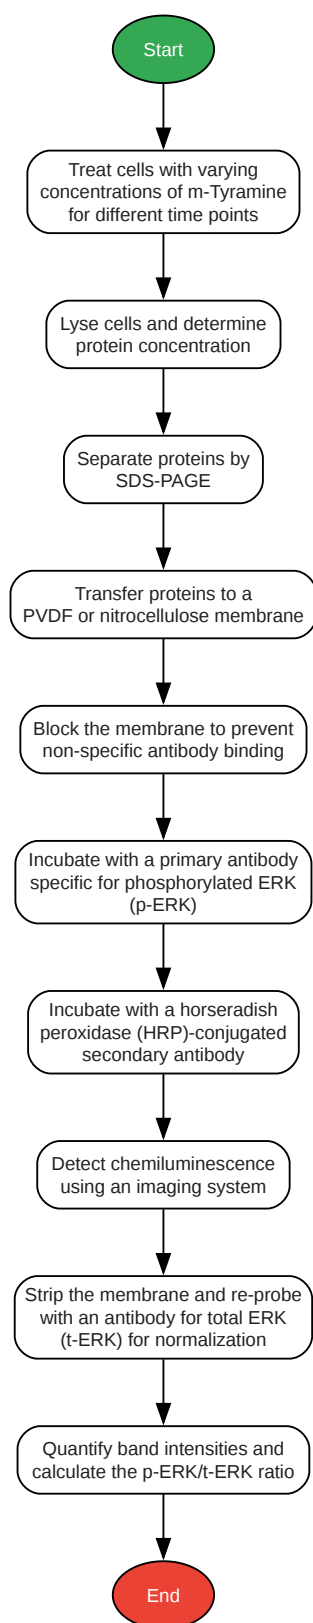 Start
Treat cells with varying
concentrations of m-Tyramine
for different time points
Lyse cells and determine
protein concentration
Separate proteins by
SDS-PAGE
Transfer proteins to a
PVDF or nitrocellulose membrane
Block the membrane to prevent
non-specific antibody binding
Incubate with a primary antibody
specific for phosphorylated ERK
(p-ERK)
Incubate with a horseradish
peroxidase (HRP)-conjugated
secondary antibody
Detect chemiluminescence
using an imaging system
Strip the membrane and re-probe
with an antibody for total ERK
(t-ERK) for normalization
Quantify band intensities and
calculate the p-ERK/t-ERK ratio
End